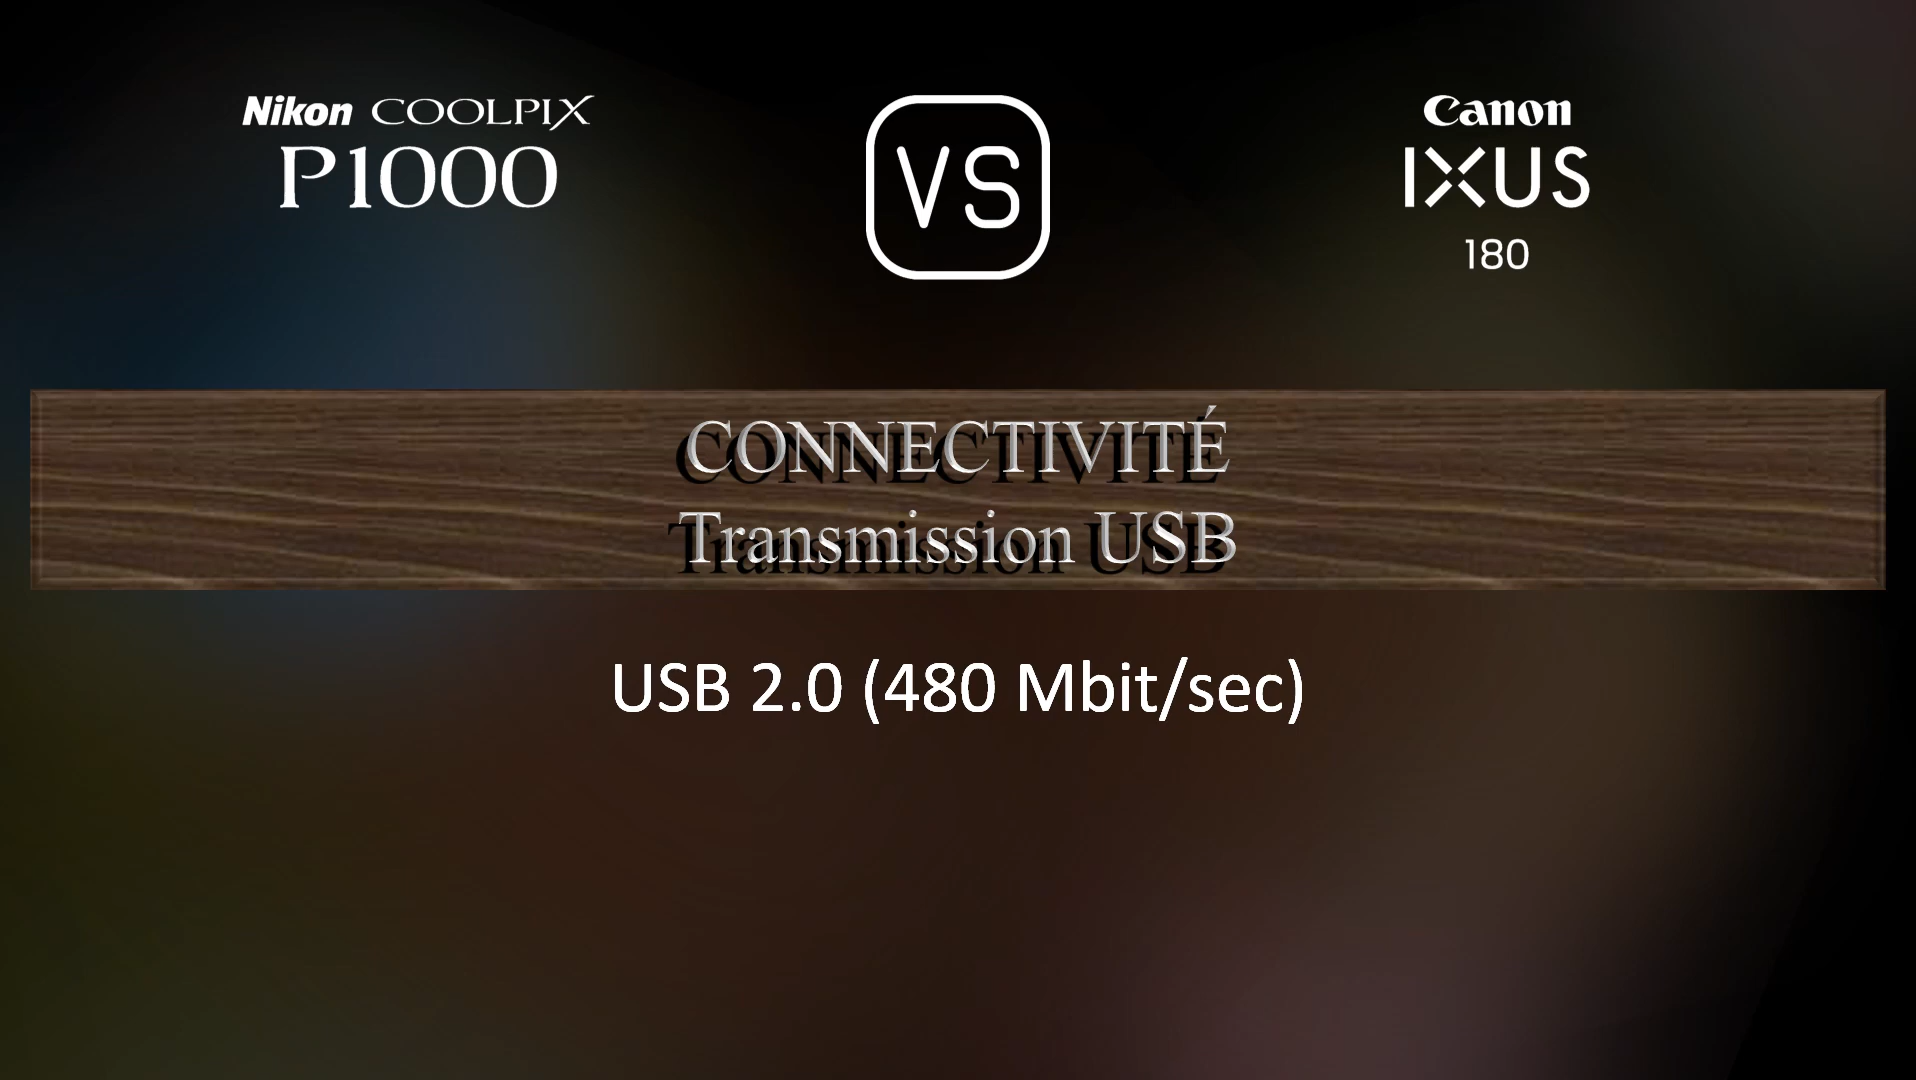 Nikon COOLPIX
P1000
VS
Canon
IXUS
180
CONNECTIVITÉ
Transmission USB
USB 2.0 (480 Mbit/sec)